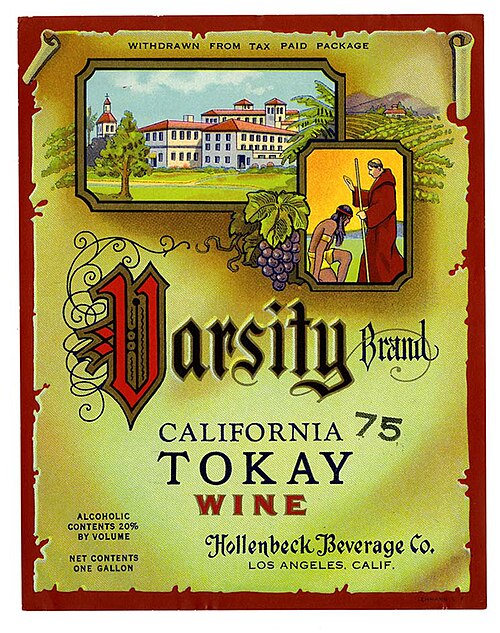 WITHDRAWN FROM TAX PAID PACKAGE
Varsity Brand
CALIFORNIA 75
TOKAY
WINE
ALCOHOLIC
CONTENTS 20%
BY VOLUME
NET CONTENTS
ONE GALLON
Hollenbeck Beverage Co.
LOS ANGELES, CALIF.